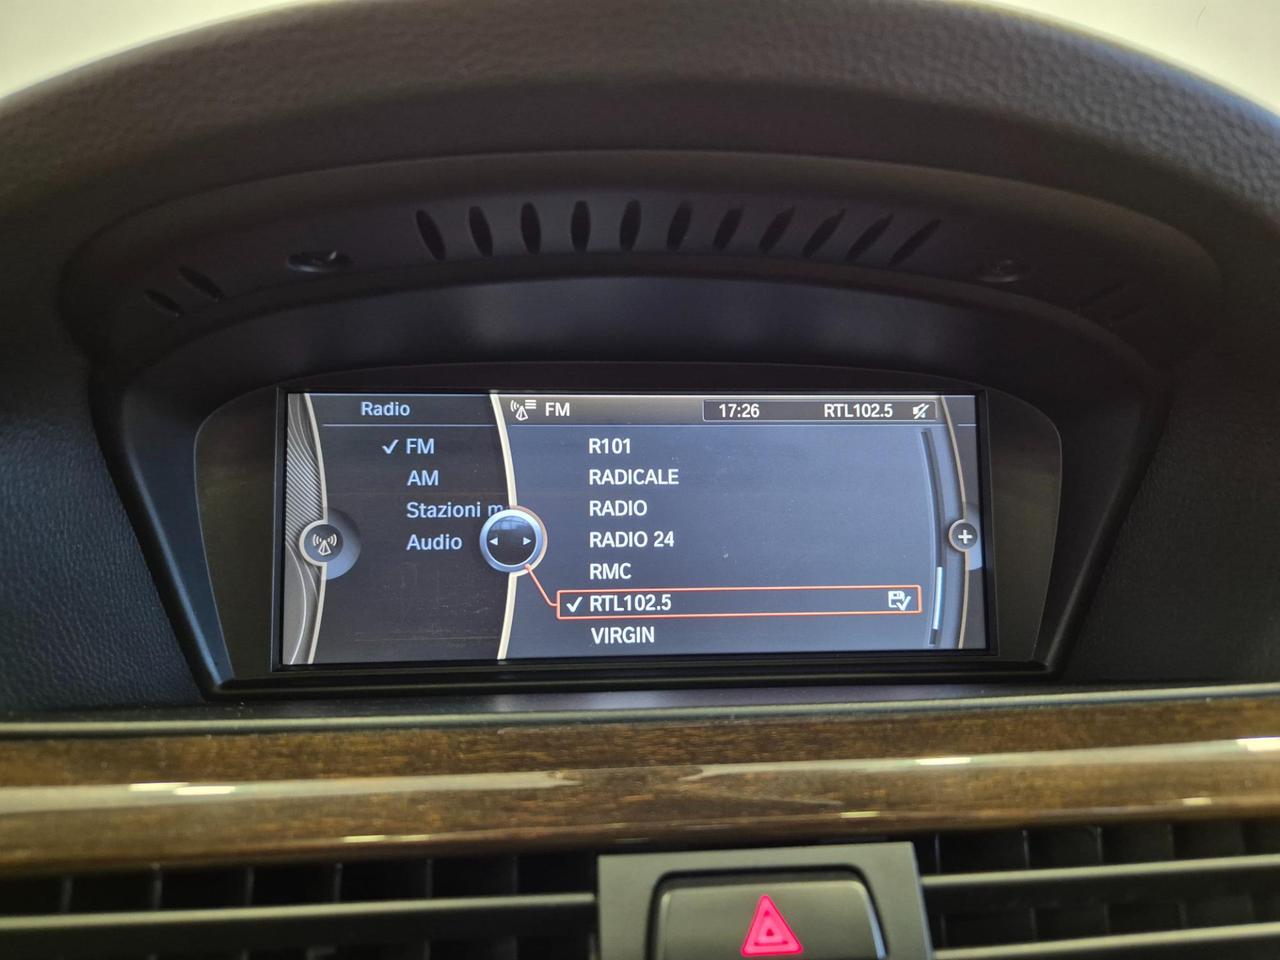 Radio
FM
AM
Stazioni m
Audio
FM
17:26 RTL102.5
R101
RADICALE
RADIO
RADIO 24
RMC
RTL102.5
VIRGIN